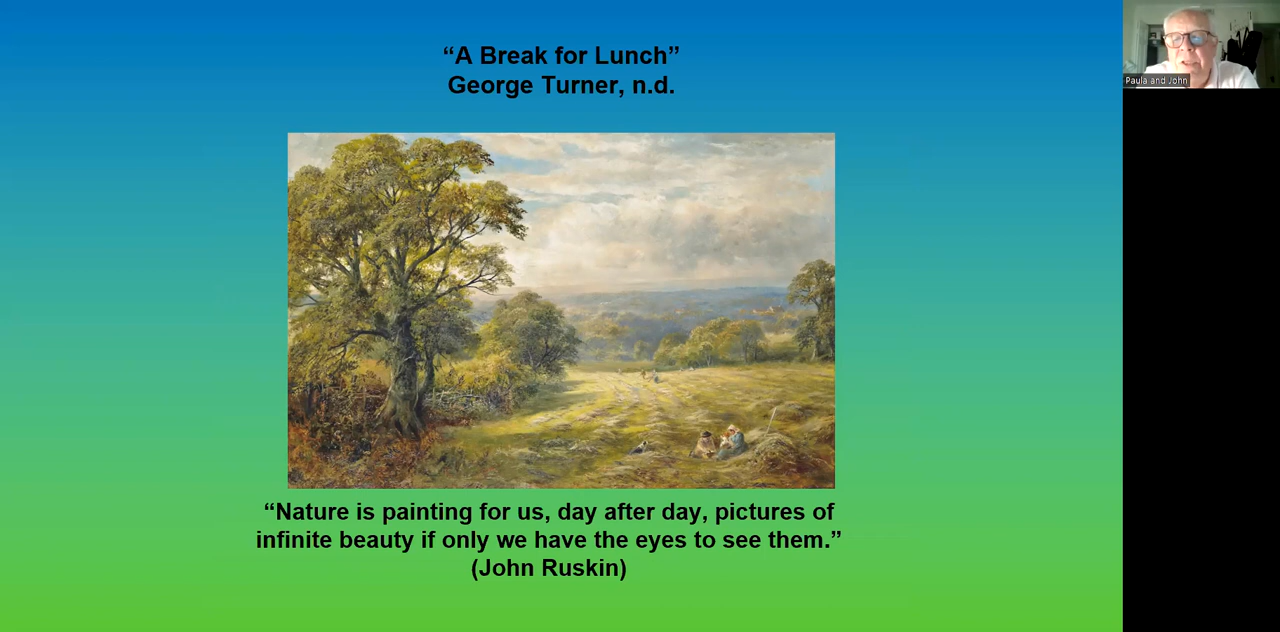 “A Break for Lunch”
George Turner, n.d.
Paula and John
“Nature is painting for us, day after day, pictures of
infinite beauty if only we have the eyes to see them.”
(John Ruskin)